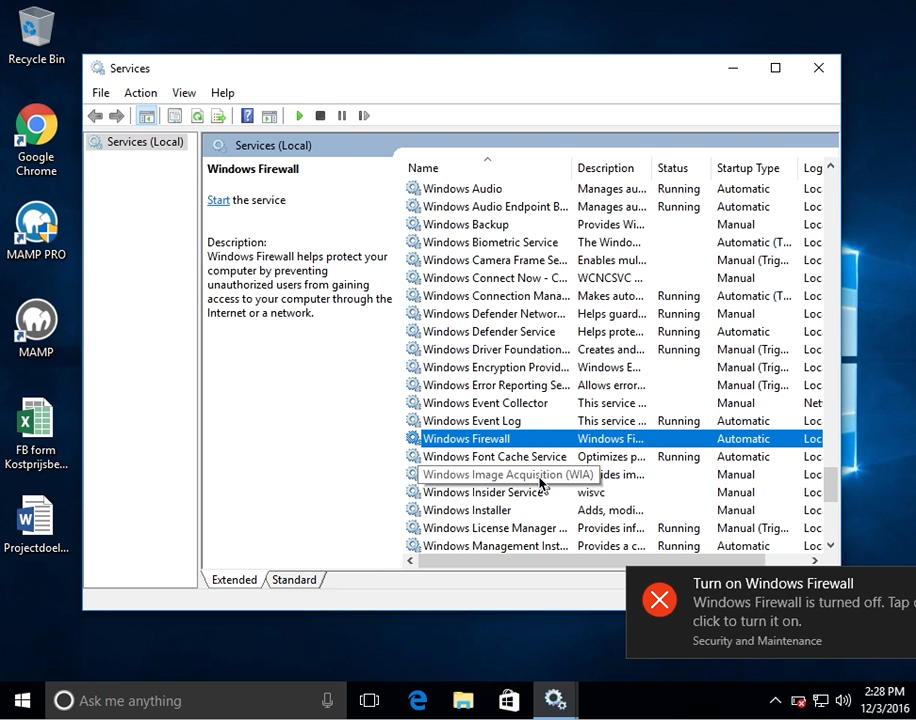 Recycle Bin
Google
Chrome
MAMP PRO
MAMP
FB form
Kostprijsbe...
Projectdoel...
Services
File Action View Help
Services (Local)
Services (Local)
Windows Firewall
Start the service
Description:
Windows Firewall helps protect your
computer by preventing
unauthorized users from gaining
access to your computer through the
Internet or a network.
Name Description Status Startup Type Log
Windows Audio Manages au... Running Automatic Loc
Windows Audio Endpoint B... Manages au... Running Automatic Loc
Windows Backup Provides Wi... Manual Loc
Windows Biometric Service The Windo... Automatic (T... Loc
Windows Camera Frame Se... Enables mul... Manual (Trig... Loc
Windows Connect Now - C... WCNCSVC ... Manual Loc
Windows Connection Mana... Makes auto... Running Automatic (T... Loc
Windows Defender Networ... Helps guard... Running Manual Loc
Windows Defender Service Helps prote... Running Automatic Loc
Windows Driver Foundation... Creates and... Running Manual (Trig... Loc
Windows Encryption Provid... Windows E... Manual (Trig... Loc
Windows Error Reporting Se... Allows error... Manual (Trig... Loc
Windows Event Collector This service ... Manual Net
Windows Event Log This service ... Running Automatic Loc
Windows Firewall Windows Fi... Automatic Loc
Windows Font Cache Service Optimizes p... Running Automatic Loc
Windows Image Acquisition (WIA) ides im... Manual Loc
Windows Insider Service wisvc Manual Loc
Windows Installer Adds, modi... Manual Loc
Windows License Manager ... Provides inf... Running Manual (Trig... Loc
Windows Management Inst... Provides a c... Running Automatic Loc
Extended Standard
Turn on Windows Firewall
Windows Firewall is turned off. Tap
click to turn it on.
Security and Maintenance
Ask me anything
2:28 PM
12/3/2016